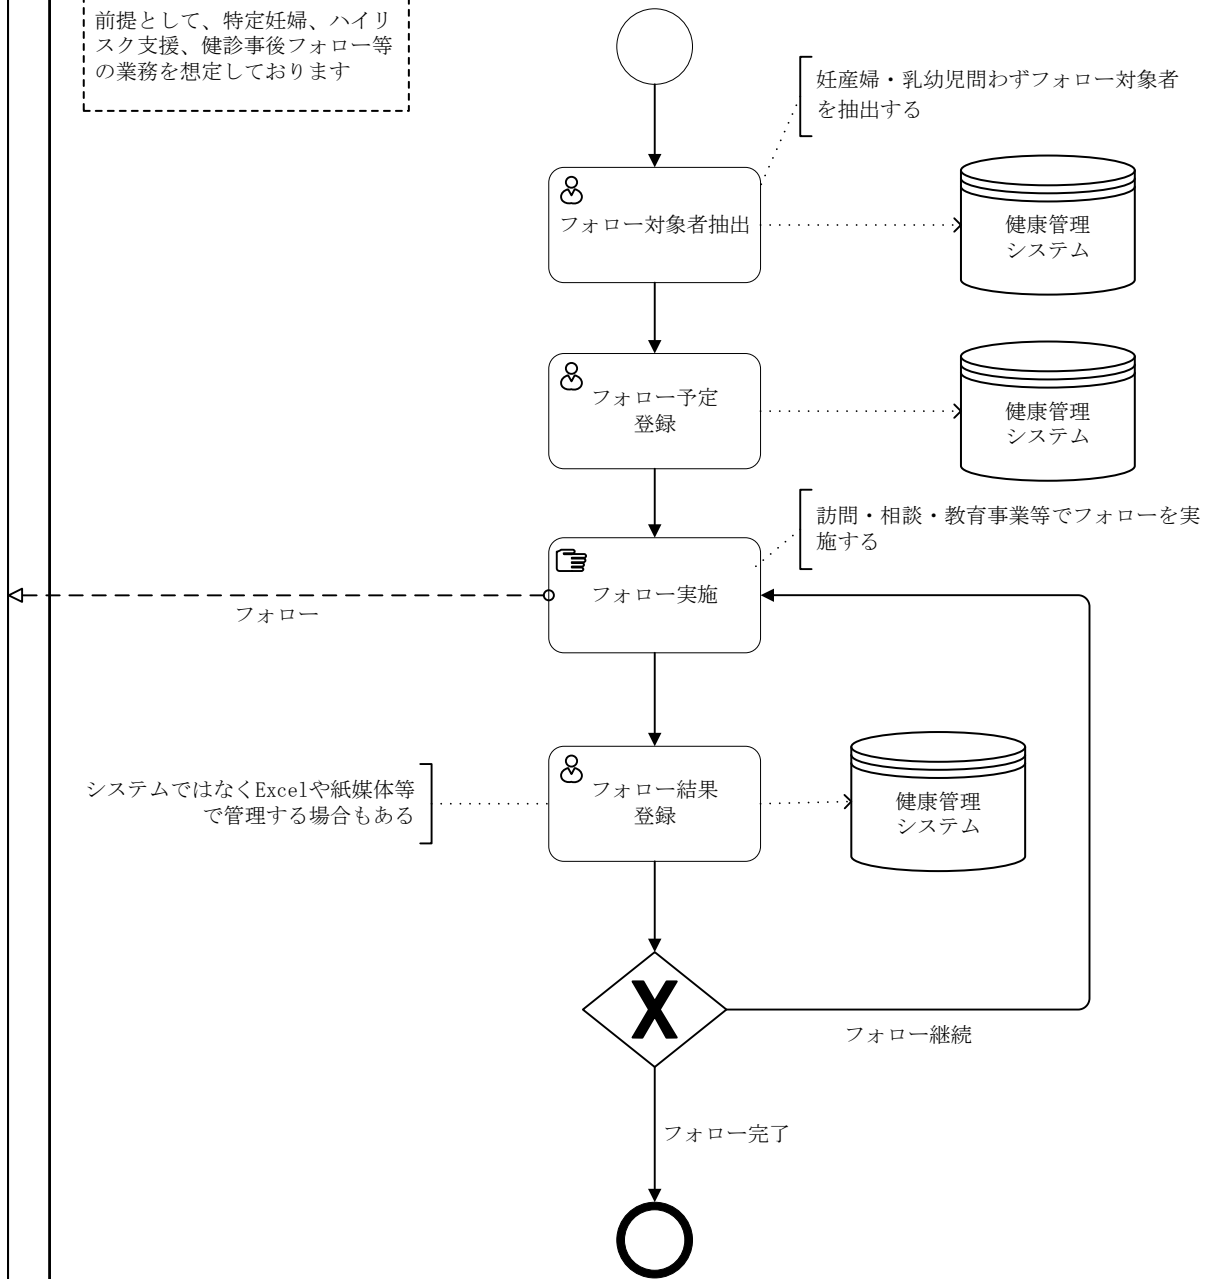 前提として、特定妊婦、ハイリ
スク支援、健診事後フォロー等
の業務を想定しております
妊産婦・乳幼児問わずフォロー対象者
を抽出する
フォロー対象者抽出
健康管理
システム
フォロー予定
登録
健康管理
システム
訪問・相談・教育事業等でフォローを実
施する
フォロー実施
フォロー
システムではなくExcelや紙媒体等
で管理する場合もある
フォロー結果
登録
健康管理
システム
X
フォロー継続
フォロー完了